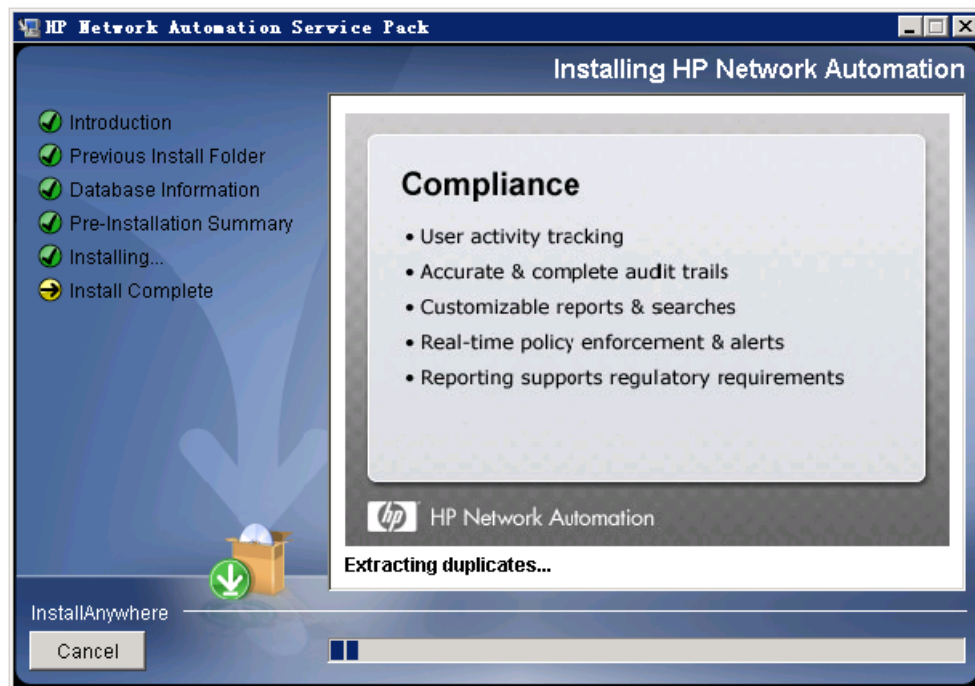 HP Network Automation Service Pack
Installing HP Network Automation
Introduction
Previous Install Folder
Database Information
Pre-Installation Summary
Installing...
Install Complete
Compliance
• User activity tracking
• Accurate & complete audit trails
• Customizable reports & searches
• Real-time policy enforcement & alerts
• Reporting supports regulatory requirements
hp HP Network Automation
Extracting duplicates...
InstallAnywhere
Cancel